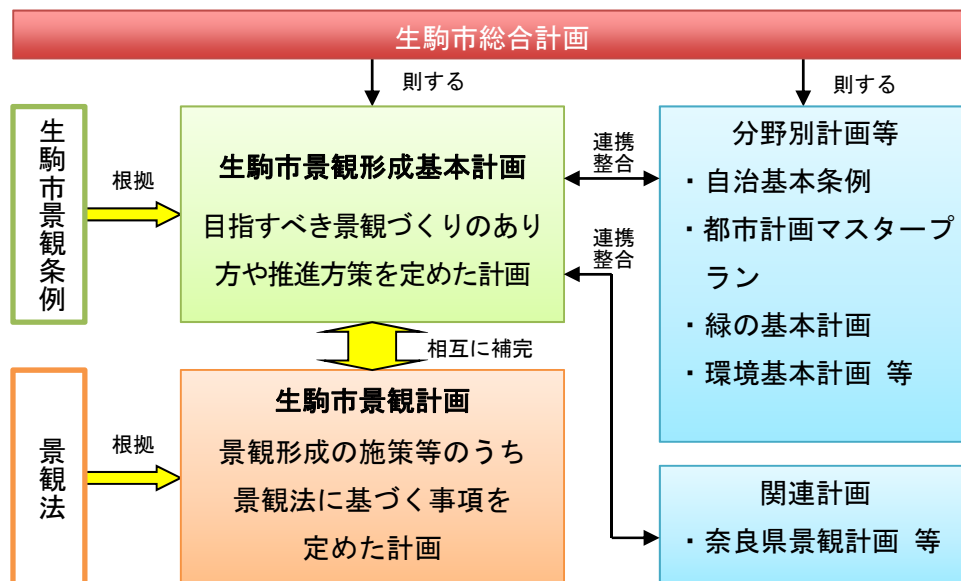 生駒市総合計画
則する
則する
生駒市景観条例
根拠
生駒市景観形成基本計画
目指すべき景観づくりのあり
方や推進方策を定めた計画
連携
整合
連携
整合
分野別計画等
・自治基本条例
・都市計画マスタープ
ラン
・緑の基本計画
・環境基本計画 等
相互に補完
景観法
根拠
生駒市景観計画
景観形成の施策等のうち
景観法に基づく事項を
定めた計画
関連計画
・奈良県景観計画 等